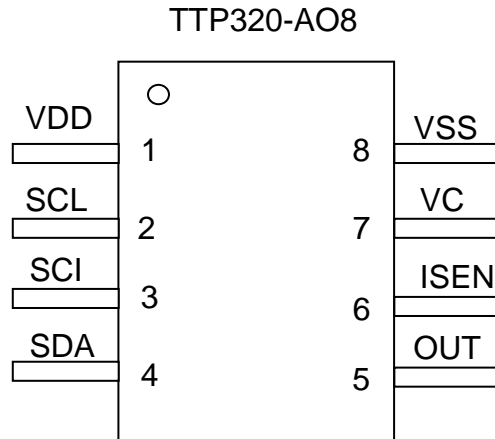 TTP320-AO8
VDD 1 8 VSS
SCL 2 7 VC
SCI 3 6 ISEN
SDA 4 5 OUT